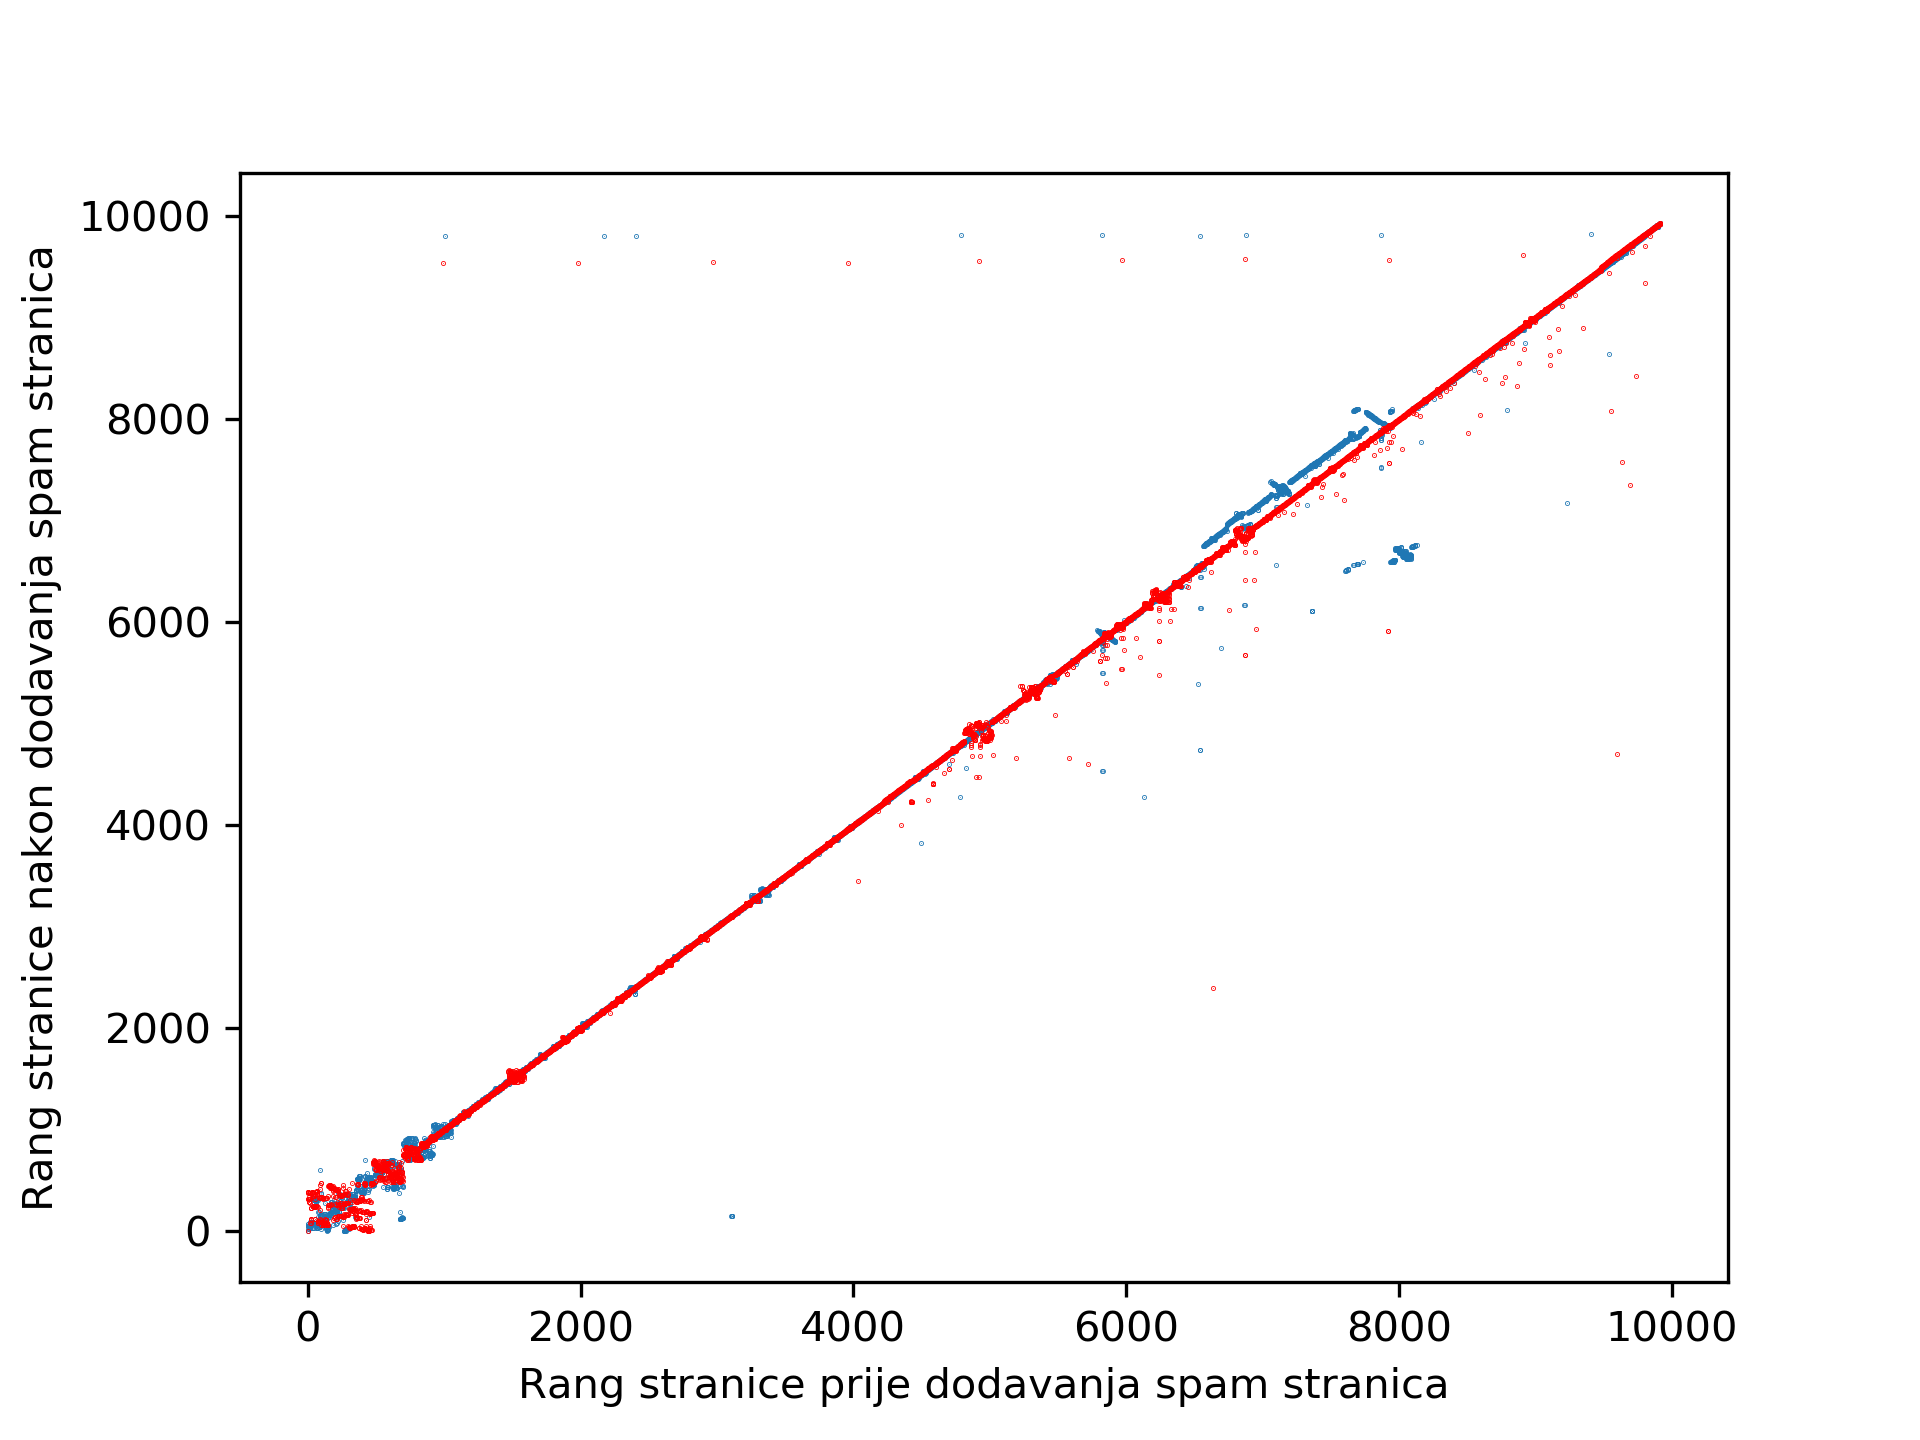 Rang stranice nakon dodavanja spam stranica
10000
8000
6000
4000
2000
0
0 2000 4000 6000 8000 10000
Rang stranice prije dodavanja spam stranica